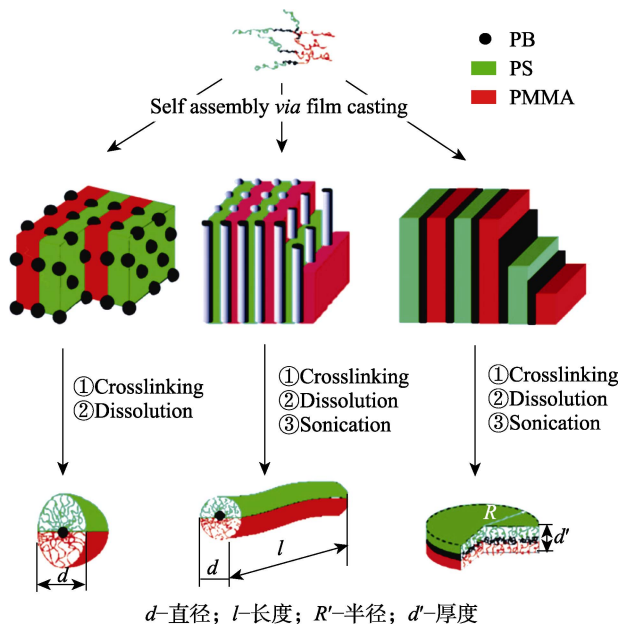 PB
PS
PMMA
Self assembly via film casting
①Crosslinking
②Dissolution
①Crosslinking
②Dissolution
③Sonication
①Crosslinking
②Dissolution
③Sonication
d
d
l
R
d′
d–直径；l–长度；R′–半径；d′–厚度